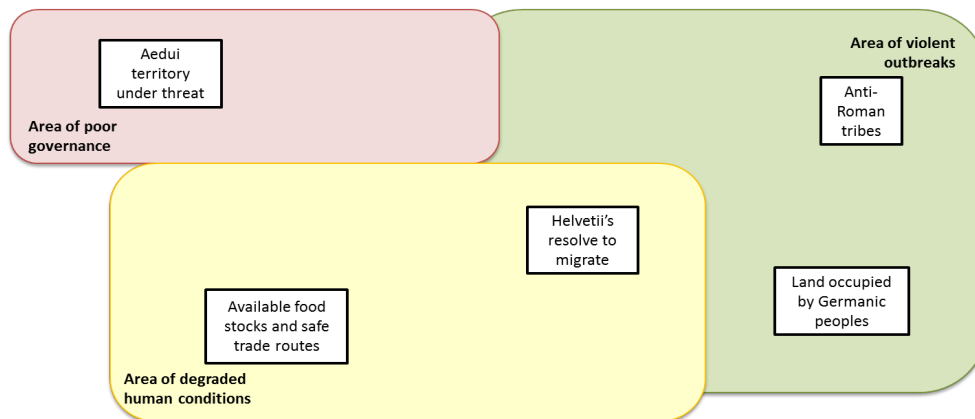 Aedui
territory
under threat
Area of poor
governance
Area of violent
outbreaks
Anti-
Roman
tribes
Helvetii's
resolve to
migrate
Land occupied
by Germanic
peoples
Available food
stocks and safe
trade routes
Area of degraded
human conditions